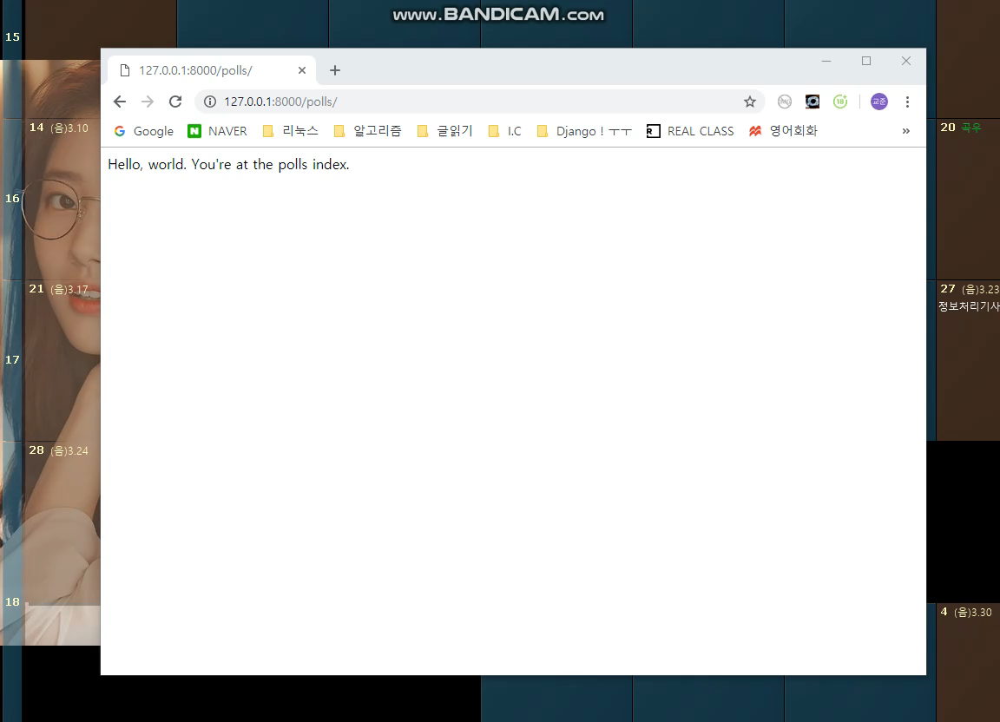 www.BANDICAM.com
15
127.0.0.1:8000/polls/
127.0.0.1:8000/polls/
교준
Google NAVER 리눅스 알고리즘 글읽기 I.C Django ! ㅜㅜ REAL CLASS 영어회화 »
Hello, world. You're at the polls index.
14 (음)3.10
20 곡우
16
21 (음)3.17
27 (음)3.23
정보처리기사
17
28 (음)3.24
18
4 (음)3.30